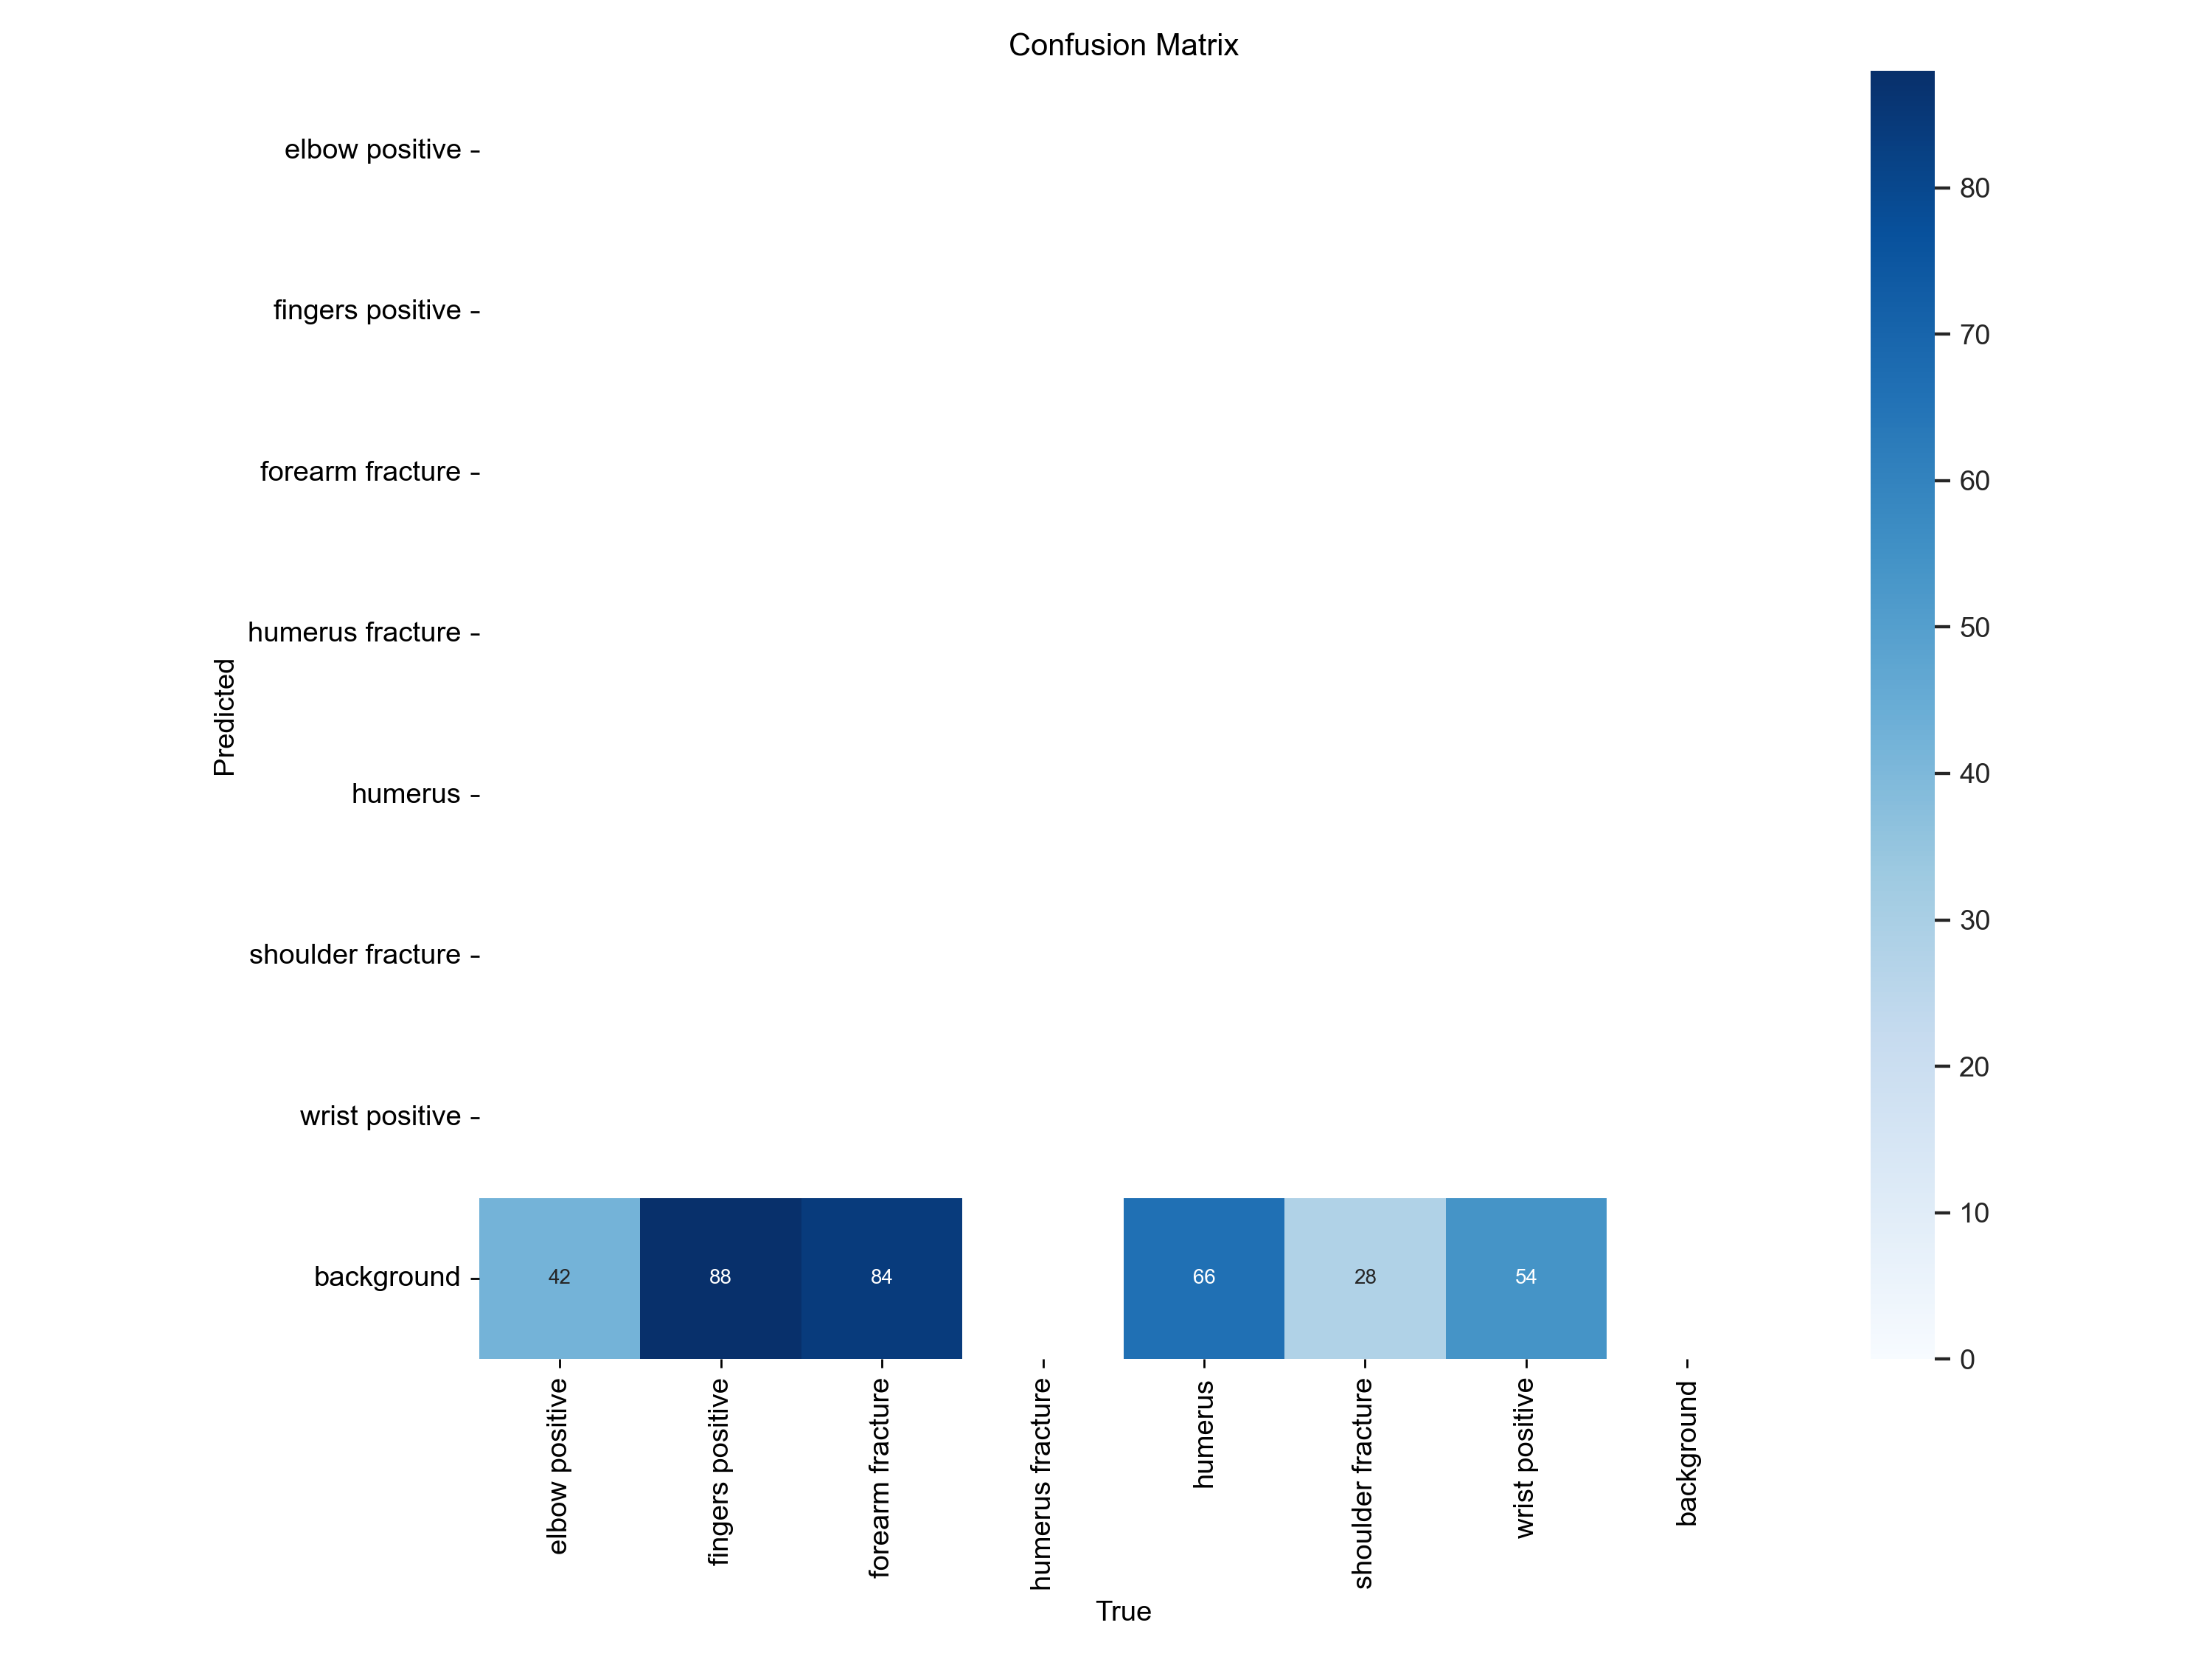 Confusion Matrix
elbow positive
fingers positive
forearm fracture
humerus fracture
humerus
shoulder fracture
wrist positive
background
Predicted
42 88 84 66 28 54
elbow positive
fingers positive
forearm fracture
humerus fracture
humerus
shoulder fracture
wrist positive
background
True
80
70
60
50
40
30
20
10
0